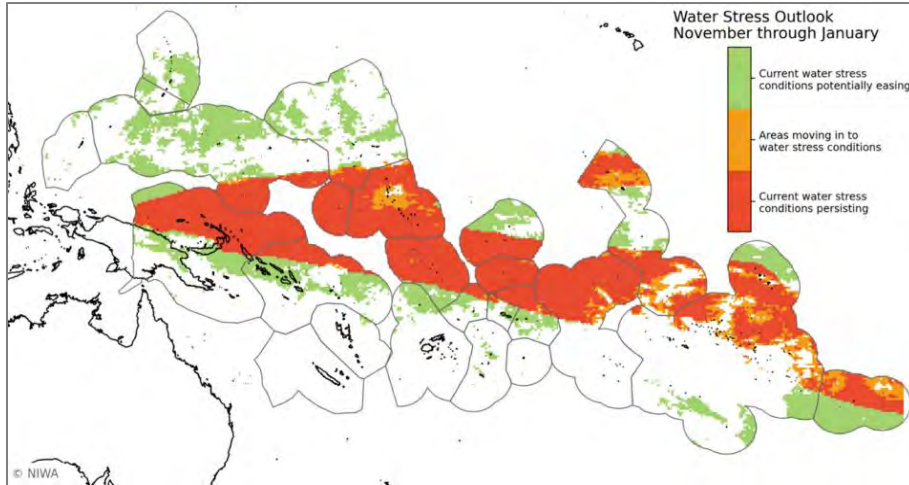 Water Stress Outlook
November through January
Current water stress
conditions potentially easing
Areas moving in to
water stress conditions
Current water stress
conditions persisting
© NIWA